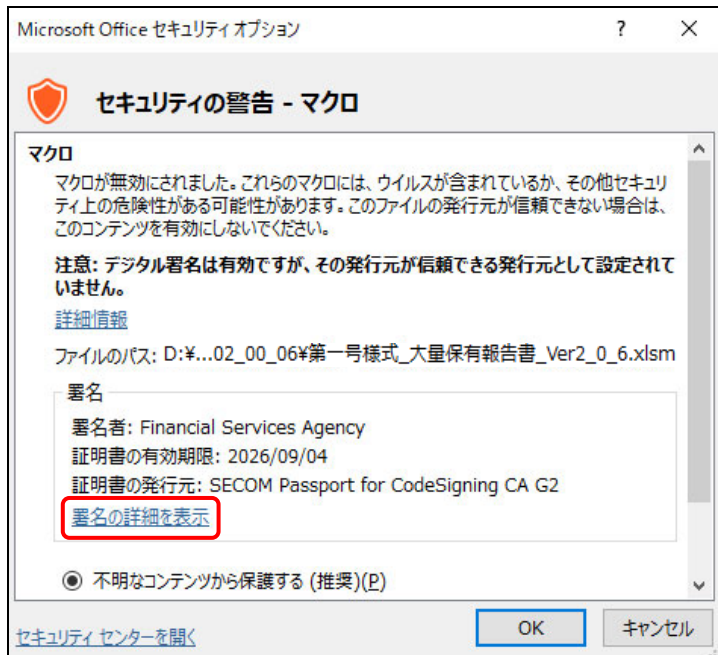 Microsoft Office セキュリティ オプション ? ×
セキュリティの警告 - マクロ
マクロ
マクロが無効にされました。これらのマクロには、ウイルスが含まれているか、その他セキュリ
ティ上の危険性がある可能性があります。このファイルの発行元が信頼できない場合は、
このコンテンツを有効にしないでください。
注意: デジタル署名は有効ですが、その発行元が信頼できる発行元として設定されて
いません。
詳細情報
ファイルのパス: D:¥...02_00_06¥第一号様式_大量保有報告書_Ver2_0_6.xlsm
署名
署名者: Financial Services Agency
証明書の有効期限: 2026/09/04
証明書の発行元: SECOM Passport for CodeSigning CA G2
署名の詳細を表示
不明なコンテンツから保護する (推奨)(P)
セキュリティ センターを開く
OK
キャンセル